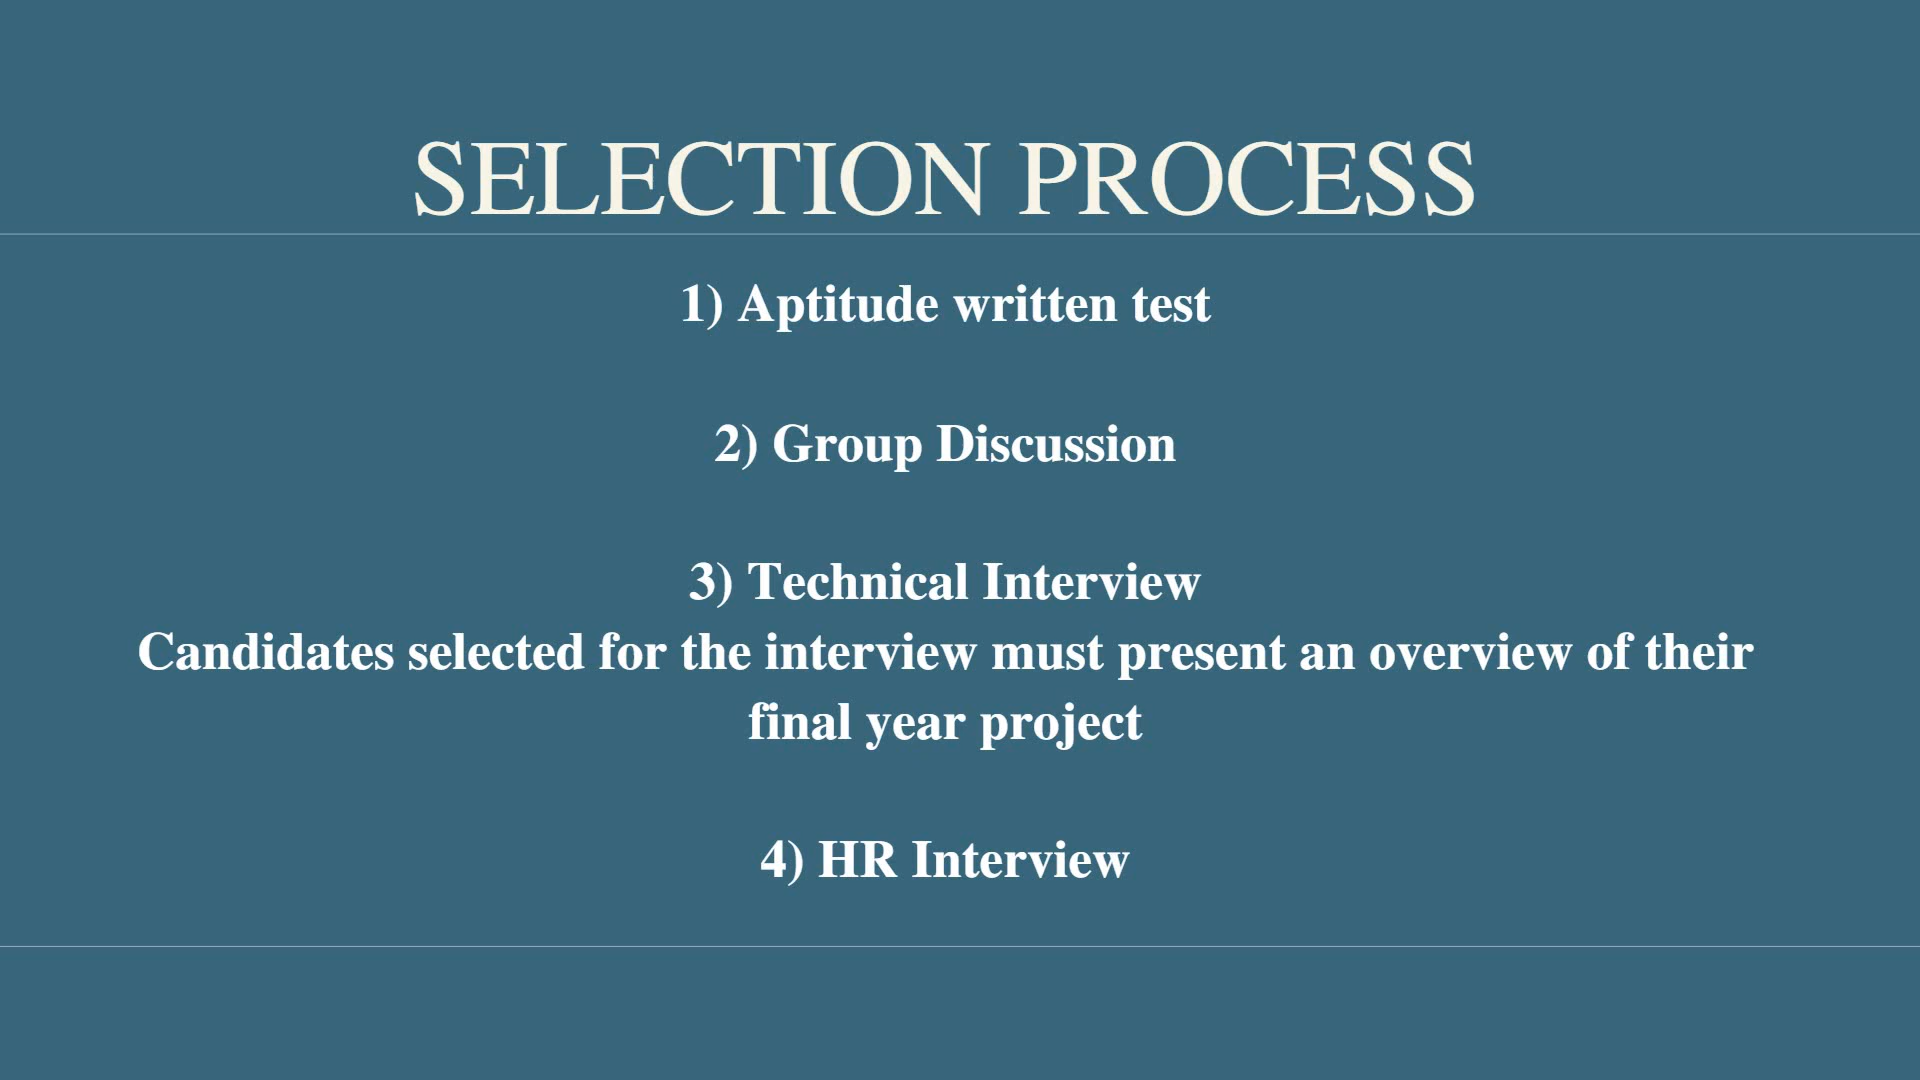 SELECTION PROCESS
1) Aptitude written test
2) Group Discussion
3) Technical Interview
Candidates selected for the interview must present an overview of their
final year project
4) HR Interview